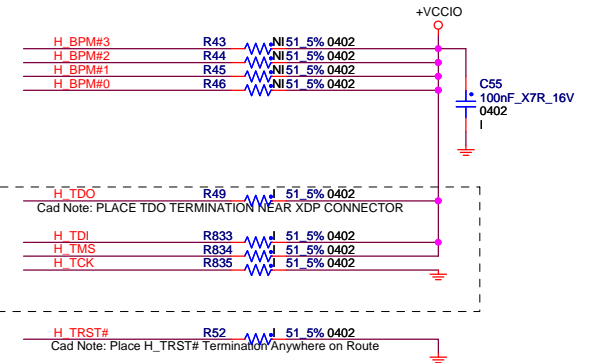 +VCCIO
H_BPM#3 R43 NI 51_5% 0402
H_BPM#2 R44 NI 51_5% 0402
H_BPM#1 R45 NI 51_5% 0402
H_BPM#0 R46 NI 51_5% 0402
C55
100nF_X7R_16V
0402
I
H_TDO R49 I 51_5% 0402
Cad Note: PLACE TDO TERMINATION NEAR XDP CONNECTOR
H_TDI R833 I 51_5% 0402
H_TMS R834 I 51_5% 0402
H_TCK R835 I 51_5% 0402
H_TRST# R52 I 51_5% 0402
Cad Note: Place H_TRST# Termination Anywhere on Route